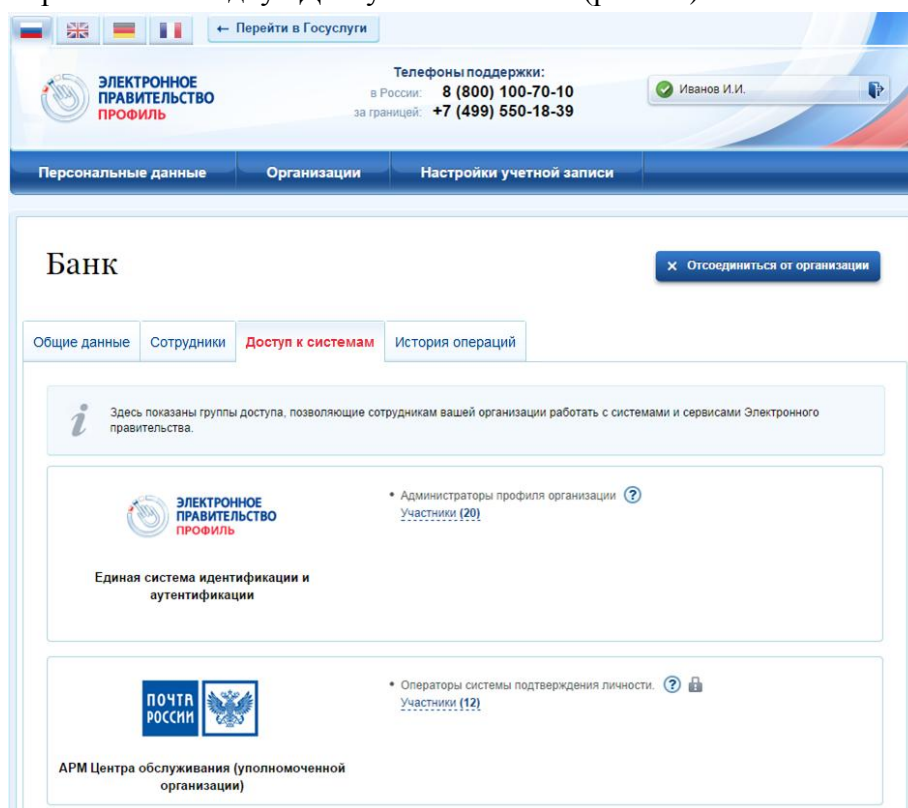 ← Перейти в Госуслуги
ЭЛЕКТРОННОЕ
ПРАВИТЕЛЬСТВО
ПРОФИЛЬ
Телефоны поддержки:
в России: 8 (800) 100-70-10
за границей: +7 (499) 550-18-39
Иванов И.И.
Персональные данные Организации Настройки учетной записи
Банк
x Отсоединиться от организации
Общие данные Сотрудники Доступ к системам История операций
i Здесь показаны группы доступа, позволяющие сотрудникам вашей организации работать с системами и сервисами Электронного
правительства.
ЭЛЕКТРОННОЕ
ПРАВИТЕЛЬСТВО
ПРОФИЛЬ
Единая система идентификации и
аутентификации
• Администраторы профиля организации ?
Участники (20)
ПОЧТА
РОССИИ
АРМ Центра обслуживания (уполномоченной
организации)
• Операторы системы подтверждения личности. ?
Участники (12)